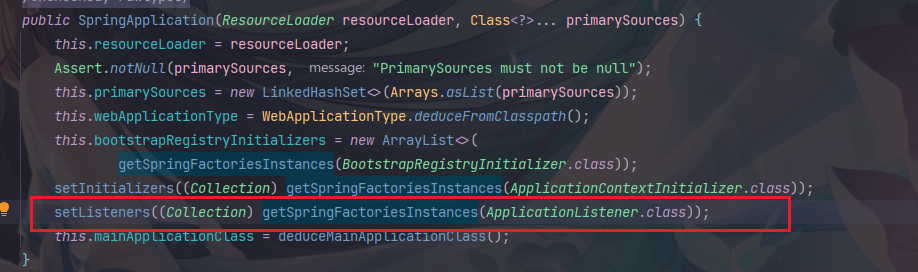 public SpringApplication(ResourceLoader resourceLoader, Class<?>... primarySources) {
this.resourceLoader = resourceLoader;
Assert.notNull(primarySources, message: "PrimarySources must not be null");
this.primarySources = new LinkedHashSet<>(Arrays.asList(primarySources));
this.webApplicationType = WebApplicationType.deduceFromClasspath();
this.bootstrapRegistryInitializers = new ArrayList<>(
getSpringFactoriesInstances(BootstrapRegistryInitializer.class));
setInitializers((Collection) getSpringFactoriesInstances(ApplicationContextInitializer.class));
setListeners((Collection) getSpringFactoriesInstances(ApplicationListener.class));
this.mainApplicationClass = deduceMainApplicationClass();
}